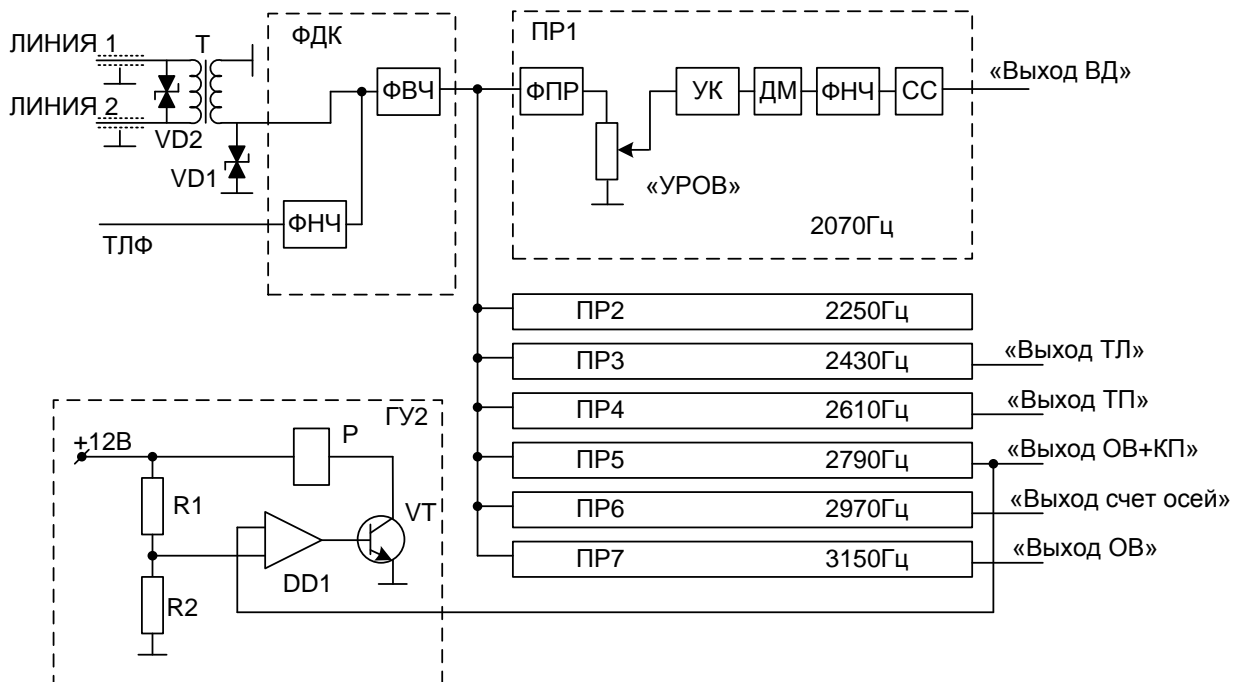 ЛИНИЯ 1
Т
ЛИНИЯ 2
VD2
VD1
ТЛФ
ФДК
ФВЧ
ФНЧ
ПР1
ФПР
УК
ДМ
ФНЧ
СС
«Выход ВД»
«УРОВ»
2070Гц
ПР2 2250Гц
ПР3 2430Гц
«Выход ТЛ»
ПР4 2610Гц
«Выход ТП»
ПР5 2790Гц
«Выход ОВ+КП»
ПР6 2970Гц
«Выход счет осей»
ПР7 3150Гц
«Выход ОВ»
ГУ2
+12В
Р
R1
VT
DD1
R2